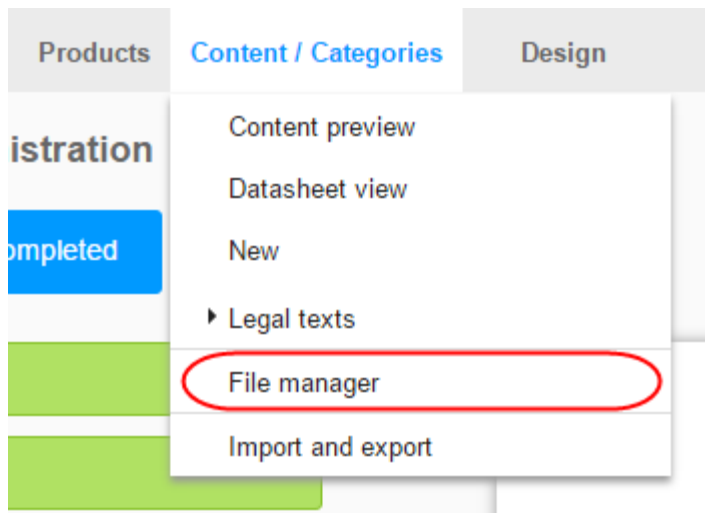 Products Content / Categories Design
Content preview
istration
Datasheet view
ompleted
New
Legal texts
File manager
Import and export